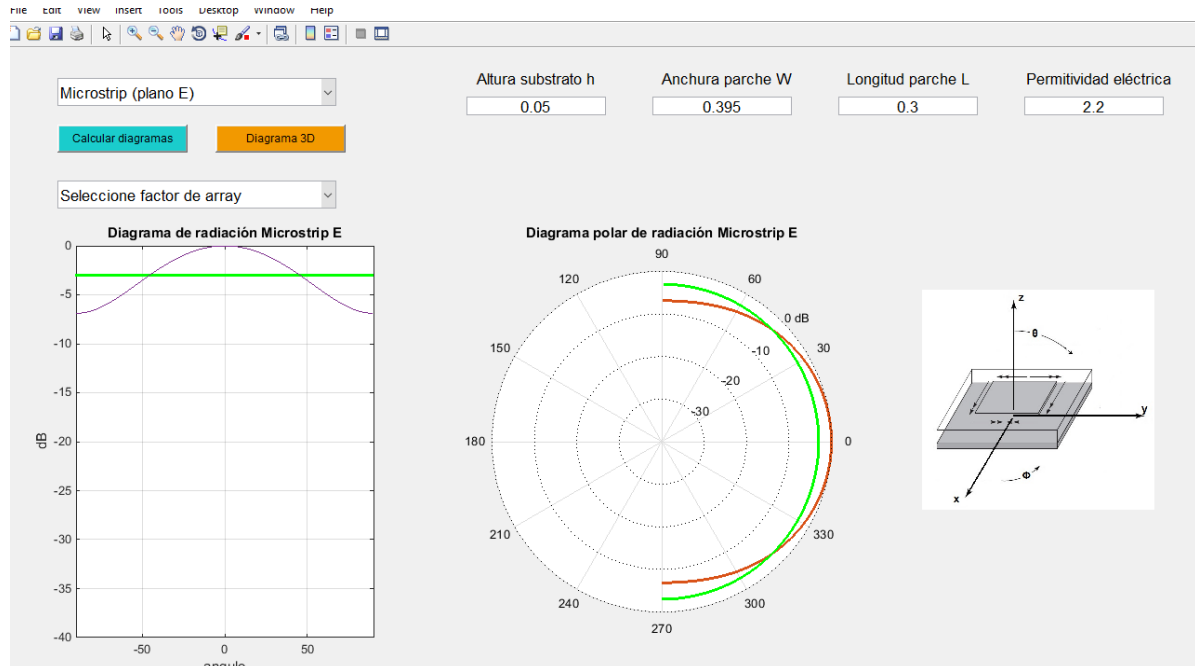 File Edit View Insert Tools Desktop Window Help
Altura substrato h Anchura parche W Longitud parche L Permitividad eléctrica
Microstrip (plano E)
0.05 0.395 0.3 2.2
Calcular diagramas Diagrama 3D
Seleccione factor de array
Diagrama de radiación Microstrip E
0
-5
-10
-15
-20
-25
-30
-35
-40
dB
-50 0 50
angulo
Diagrama polar de radiación Microstrip E
90
120 60
0 dB
150 -10 30
-20
-30
180 0
210 330
240 300
270
z
θ
y
Φ
x